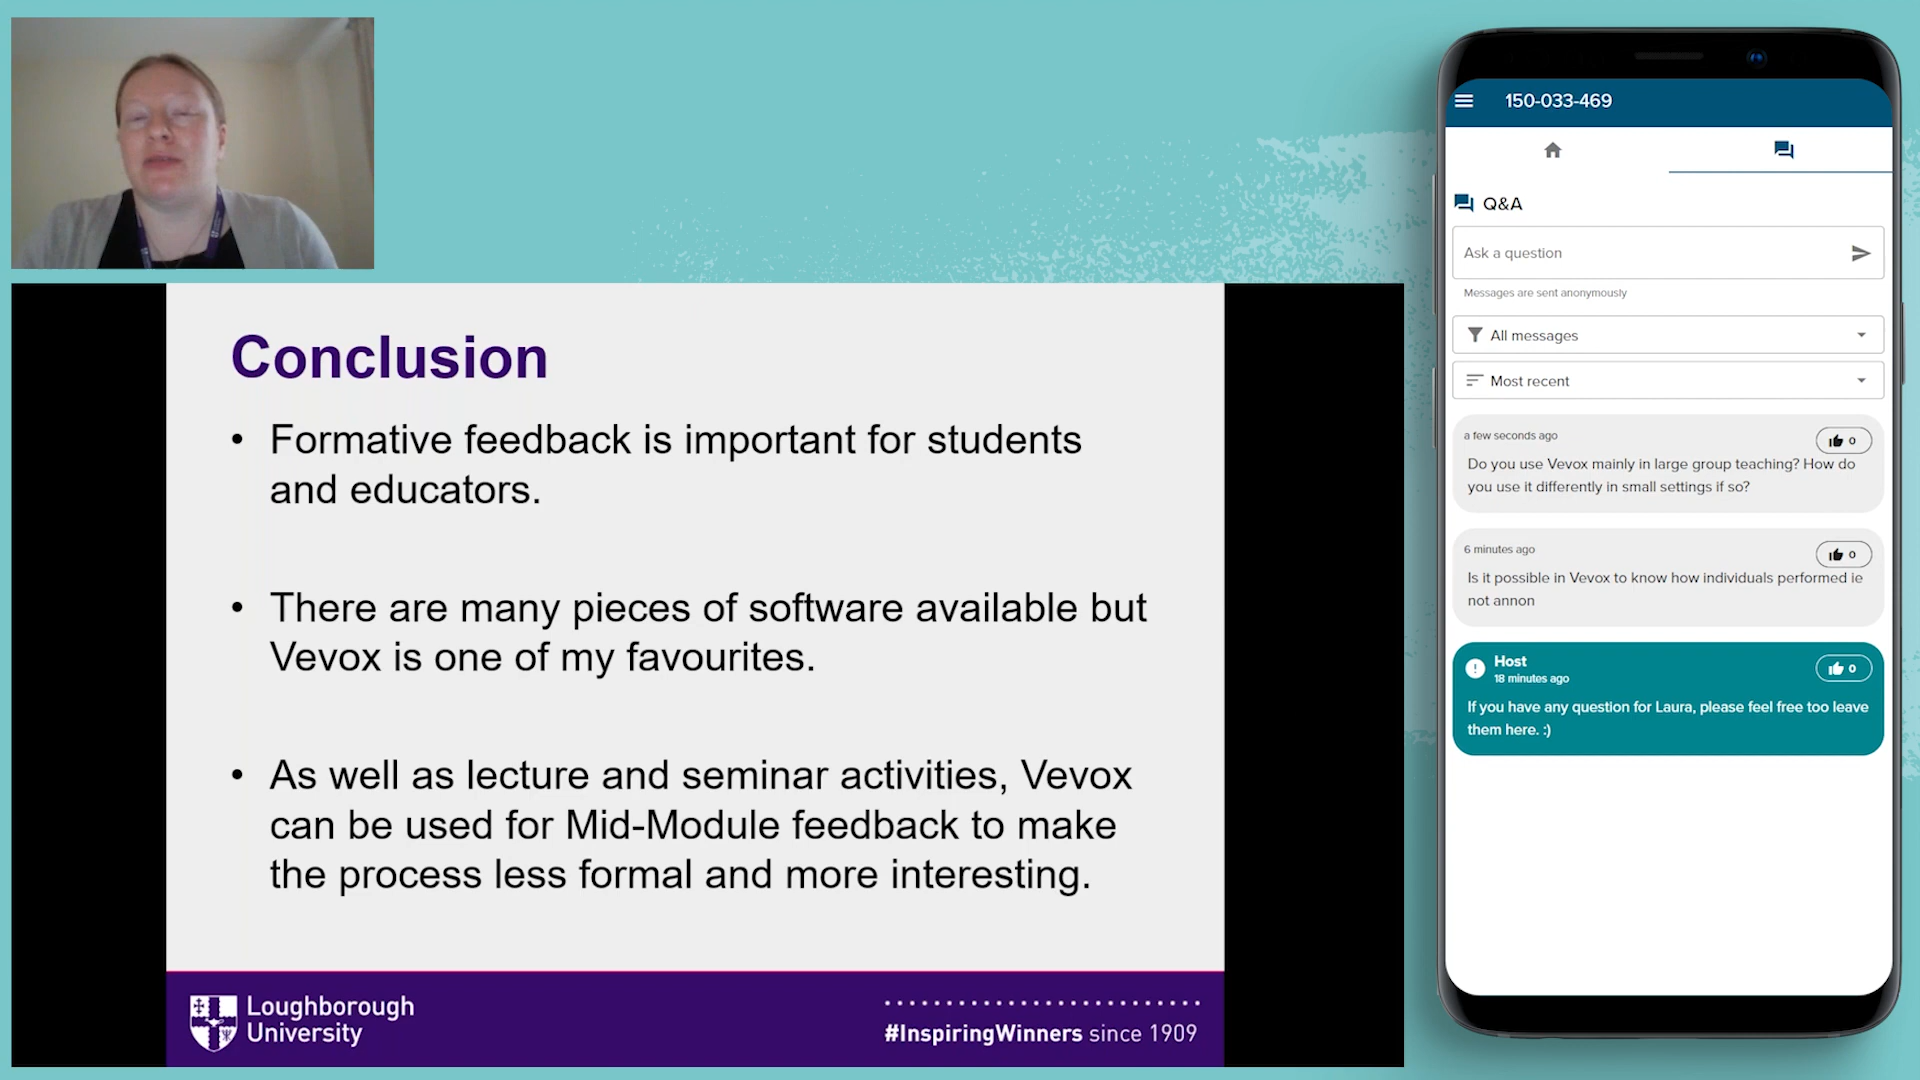 Conclusion
• Formative feedback is important for students
and educators.
• There are many pieces of software available but
Vevox is one of my favourites.
• As well as lecture and seminar activities, Vevox
can be used for Mid-Module feedback to make
the process less formal and more interesting.
Loughborough
University
#InspiringWinners since 1909
150-033-469
Q&A
Ask a question
Messages are sent anonymously
All messages
Most recent
a few seconds ago
0
Do you use Vevox mainly in large group teaching? How do
you use it differently in small settings if so?
6 minutes ago
0
Is it possible in Vevox to know how individuals performed ie
not annon
Host
18 minutes ago
0
If you have any question for Laura, please feel free too leave
them here. :)